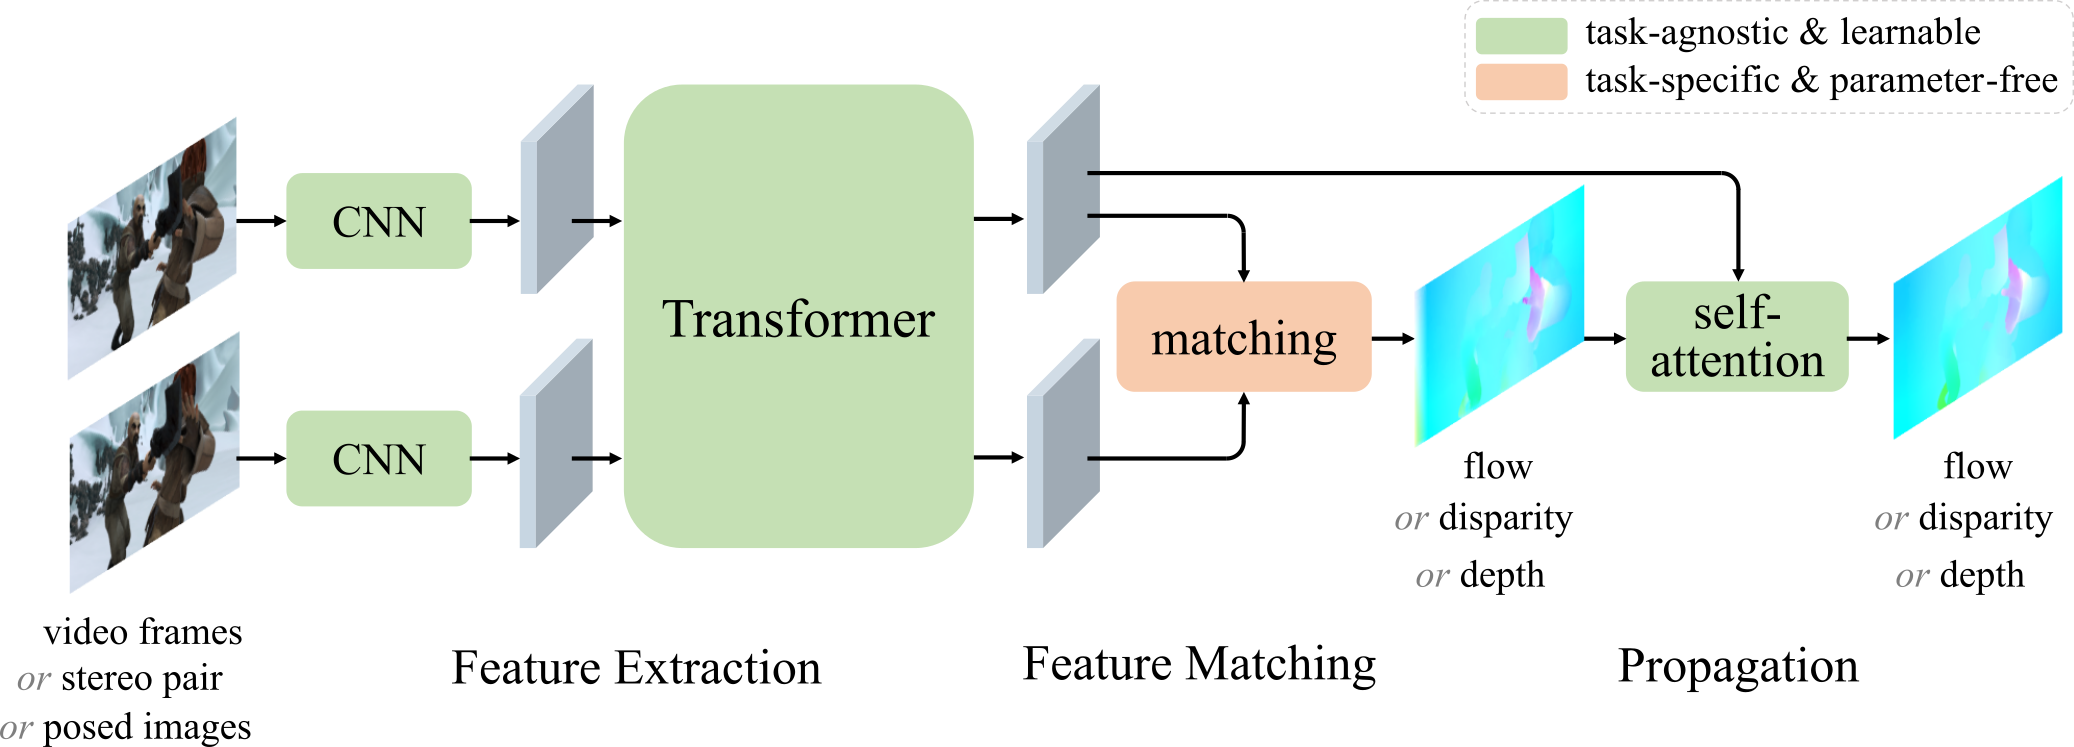 task-agnostic & learnable
task-specific & parameter-free
CNN
CNN
Transformer
matching
self-
attention
flow
or disparity
or depth
flow
or disparity
or depth
video frames
or stereo pair
or posed images
Feature Extraction
Feature Matching
Propagation